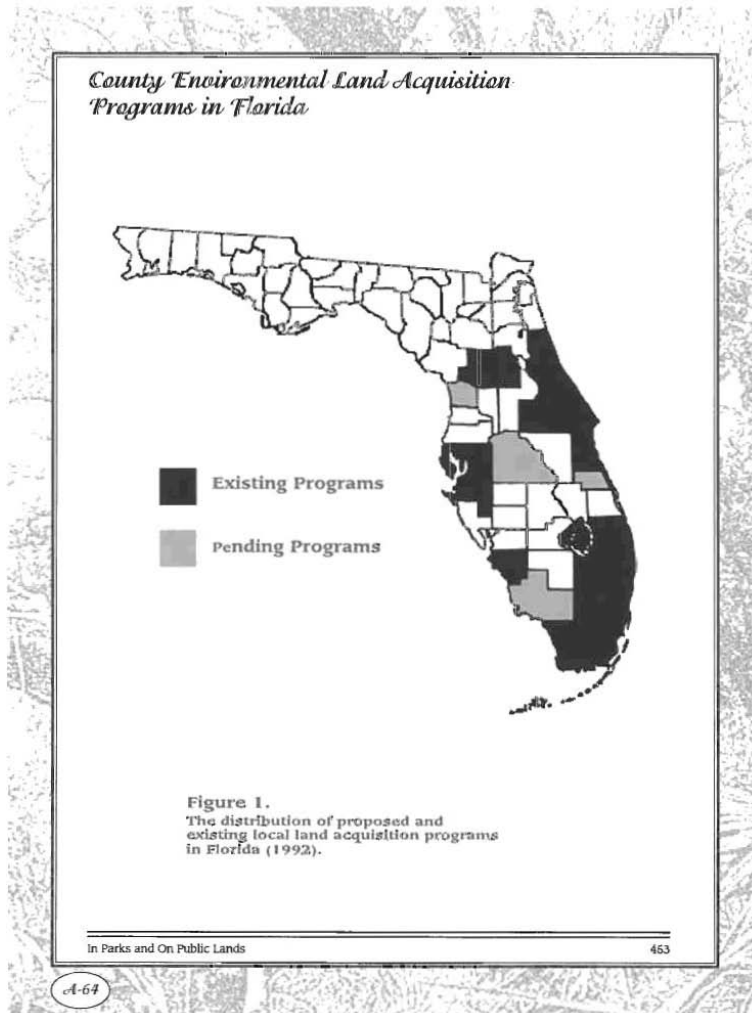 County Environmental Land Acquisition
Programs in Florida
Existing Programs
Pending Programs
Figure 1.
The distribution of proposed and
existing local land acquisition programs
in Florida (1992).
In Parks and On Public Lands
453
A-64